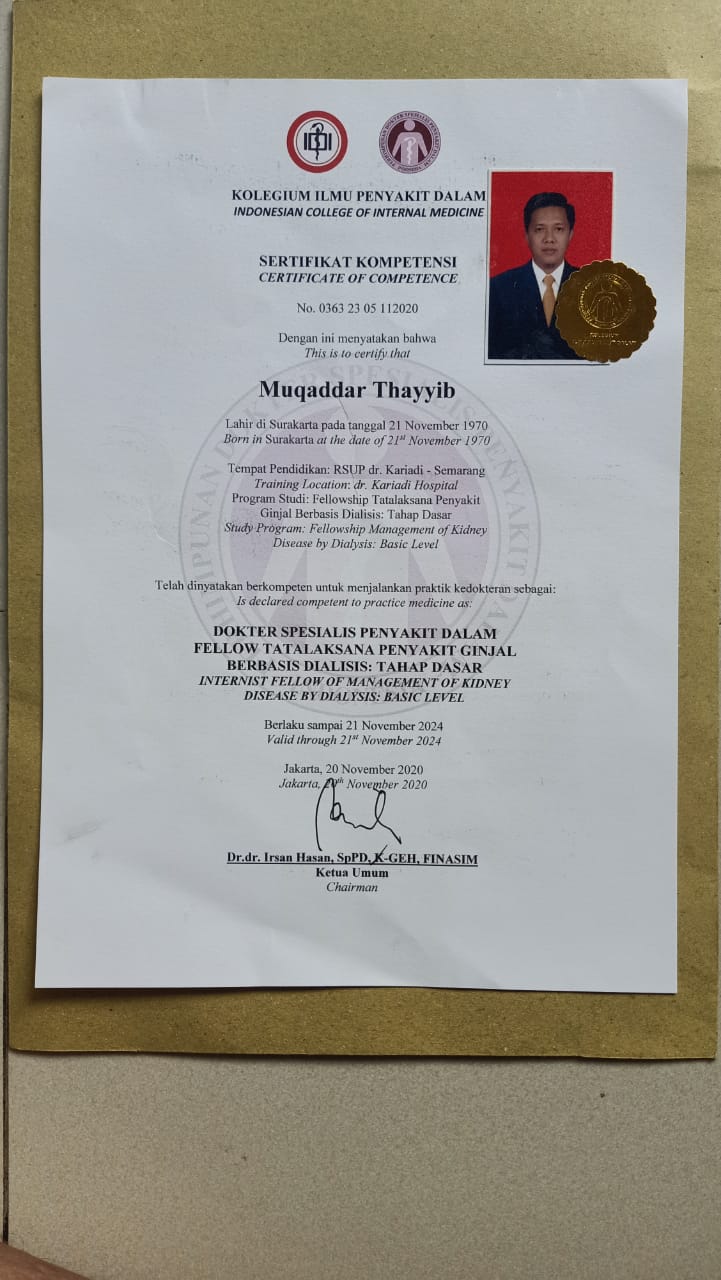 IDI
KOLEGIUM ILMU PENYAKIT DALAM
INDONESIAN COLLEGE OF INTERNAL MEDICINE
SERTIFIKAT KOMPETENSI
CERTIFICATE OF COMPETENCE
No. 0363 23 05 112020
Dengan ini menyatakan bahwa
This is to certify that
Muqaddar Thayyib
Lahir di Surakarta pada tanggal 21 November 1970
Born in Surakarta at the date of 21st November 1970
Tempat Pendidikan: RSUP dr. Kariadi - Semarang
Training Location: dr. Kariadi Hospital
Program Studi: Fellowship Tatalaksana Penyakit
Ginjal Berbasis Dialisis: Tahap Dasar
Study Program: Fellowship Management of Kidney
Disease by Dialysis: Basic Level
Telah dinyatakan berkompeten untuk menjalankan praktik kedokteran sebagai:
Is declared competent to practice medicine as:
DOKTER SPESIALIS PENYAKIT DALAM
FELLOW TATALAKSANA PENYAKIT GINJAL
BERBASIS DIALISIS: TAHAP DASAR
INTERNIST FELLOW OF MANAGEMENT OF KIDNEY
DISEASE BY DIALYSIS: BASIC LEVEL
Berlaku sampai 21 November 2024
Valid through 21st November 2024
Jakarta, 20 November 2020
Jakarta, 20th November 2020
Dr.dr. Irsan Hasan, SpPD, K-GEH, FINASIM
Ketua Umum
Chairman